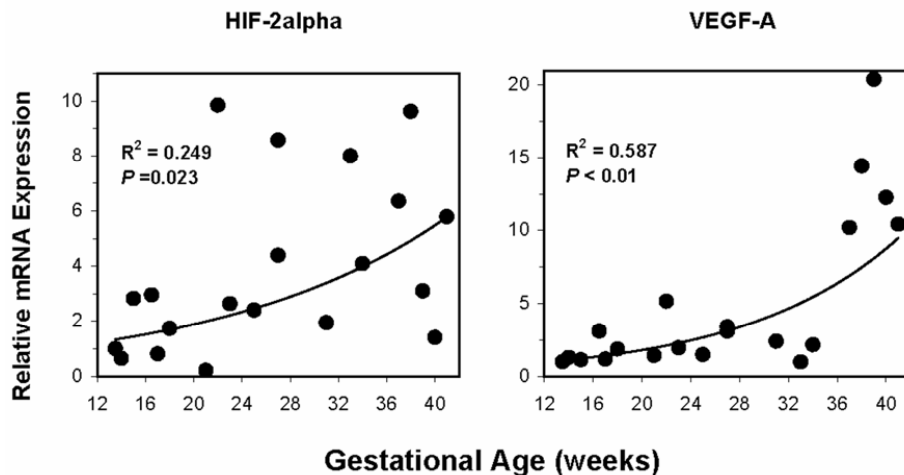 HIF-2alpha
VEGF-A
Relative mRNA Expression
10
8
6
4
2
0
R² = 0.249
P =0.023
12 16 20 24 28 32 36 40
20
15
10
5
0
R² = 0.587
P < 0.01
12 16 20 24 28 32 36 40
Gestational Age (weeks)